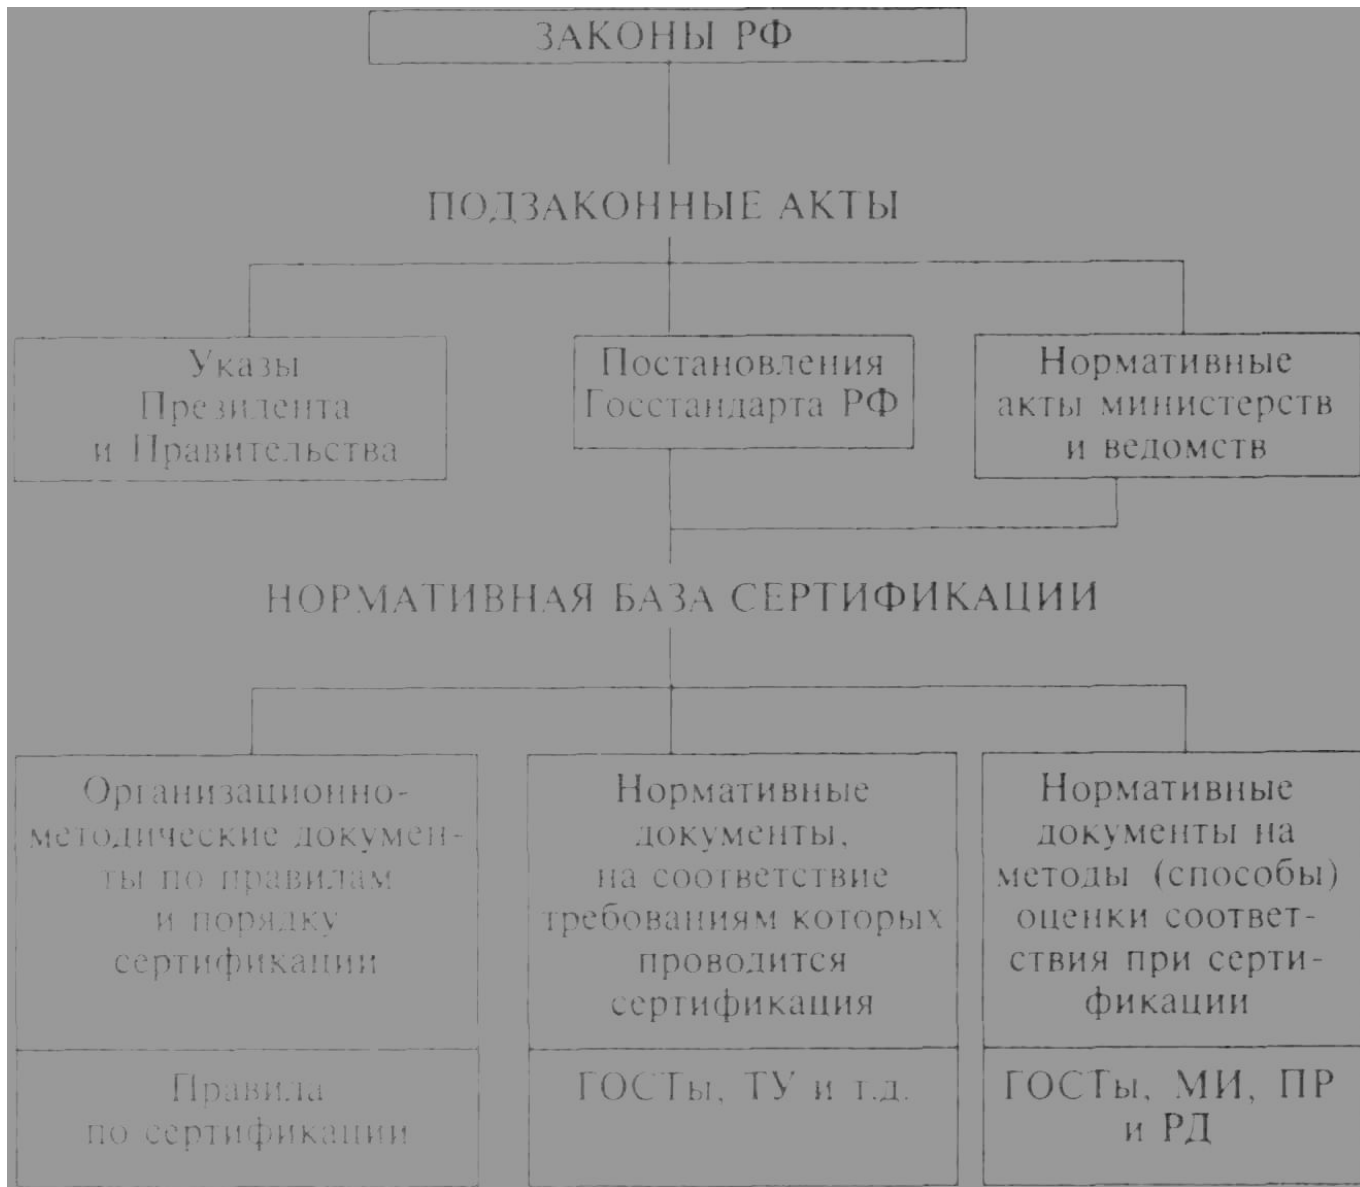 ЗАКОНЫ РФ
ПОДЗАКОННЫЕ АКТЫ
Указы
Президента
и Правительства
Постановления
Госстандарта РФ
Нормативные
акты министерств
и ведомств
НОРМАТИВНАЯ БАЗА СЕРТИФИКАЦИИ
Организационно-
методические докумен-
ты по правилам
и порядку
сертификации
Правила
по сертификации
Нормативные
документы,
на соответствие
требованиям которых
проводится
сертификация
ГОСТы, ТУ и т.д.
Нормативные
документы на
методы (способы)
оценки соответ-
ствия при серти-
фикации
ГОСТы, МИ, ПР
и РД